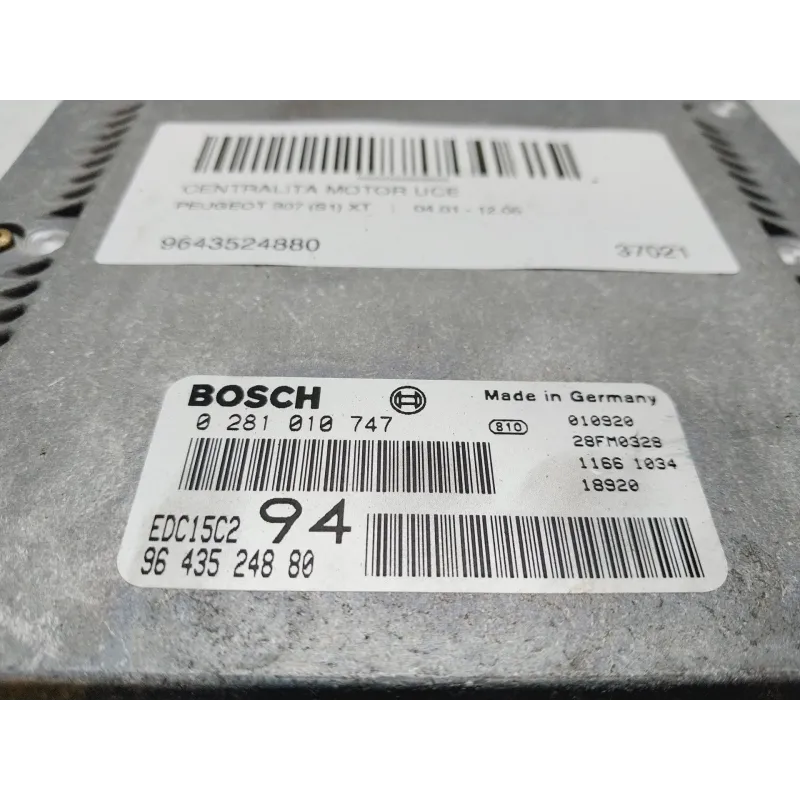 CENTRALITA MOTOR UCE
PEUGEOT 307 (S1) XT : 04.01 - 12.05
9643524880 37021
BOSCH Made in Germany
0 281 010 747 810 010920
28FM0328
1166 1034
18920
EDC15C2 94
96 435 248 80